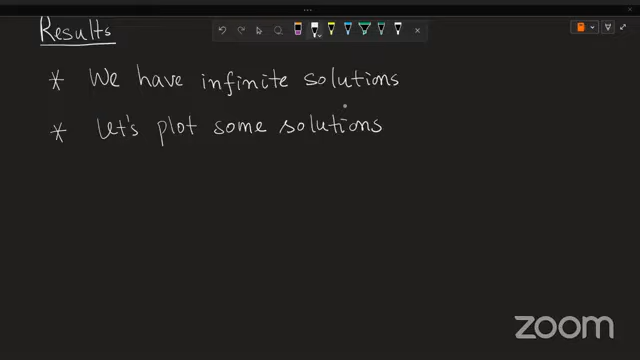 Results
* We have infinite solutions
* Let's plot some solutions
zoom